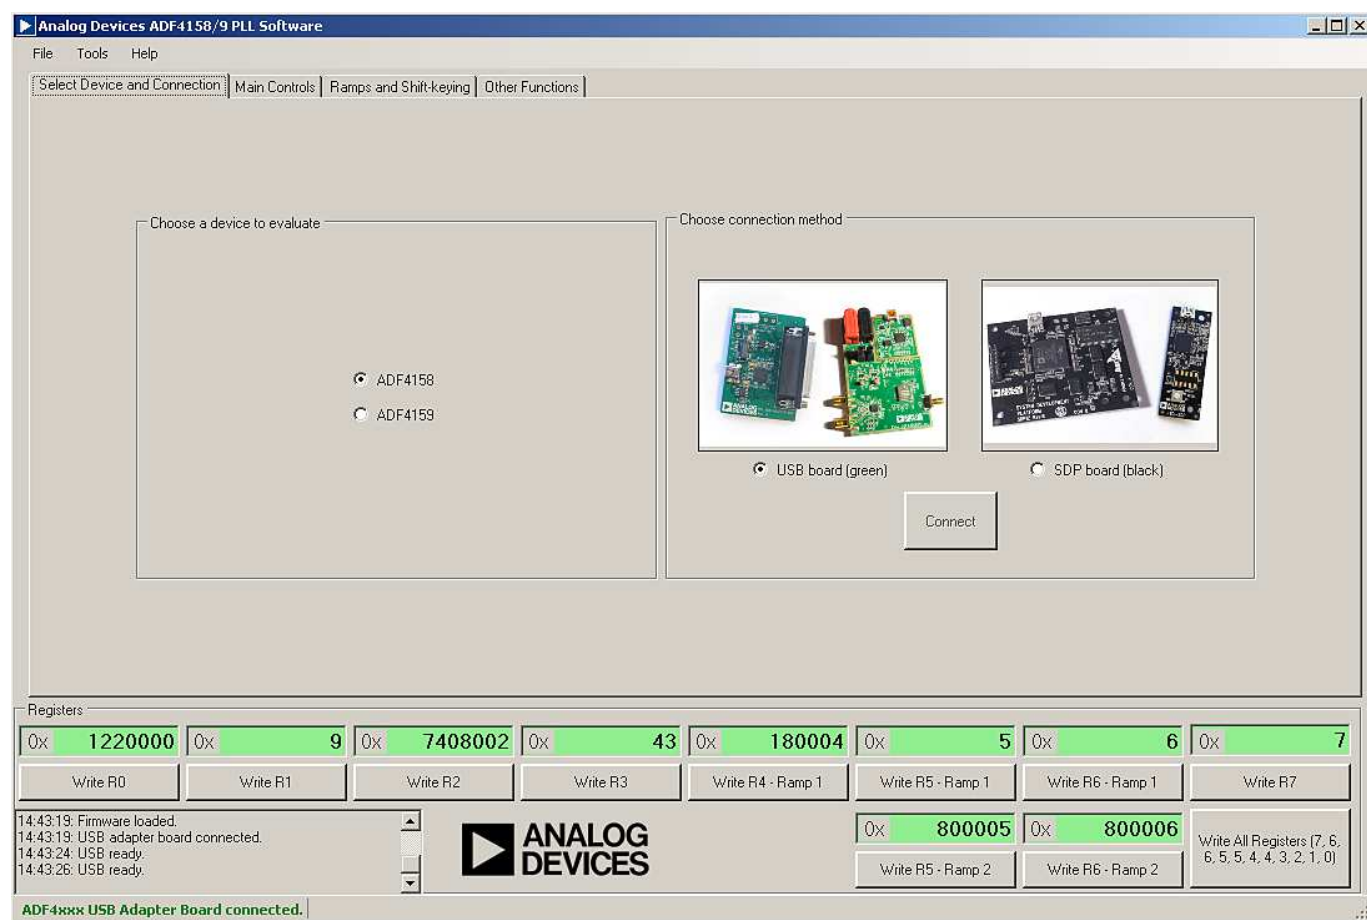 Analog Devices ADF4158/9 PLL Software
File Tools Help
Select Device and Connection Main Controls Ramps and Shift-keying Other Functions
Choose a device to evaluate
Choose connection method
ADF4158
ADF4159
ANALOG DEVICES
SYSTEM DEVELOPMENT
PLATFORM
USB board (green)
SDP board (black)
Connect
Registers
0x 1220000 0x 9 0x 7408002 0x 43 0x 180004 0x 5 0x 6 0x 7
Write R0 Write R1 Write R2 Write R3 Write R4 - Ramp 1 Write R5 - Ramp 1 Write R6 - Ramp 1 Write R7
14:43:19: Firmware loaded.
14:43:19: USB adapter board connected.
14:43:24: USB ready.
14:43:26: USB ready.
ANALOG
DEVICES
0x 800005 0x 800006
Write R5 - Ramp 2 Write R6 - Ramp 2
Write All Registers (7, 6,
6, 5, 5, 4, 4, 3, 2, 1, 0)
ADF4xxx USB Adapter Board connected.